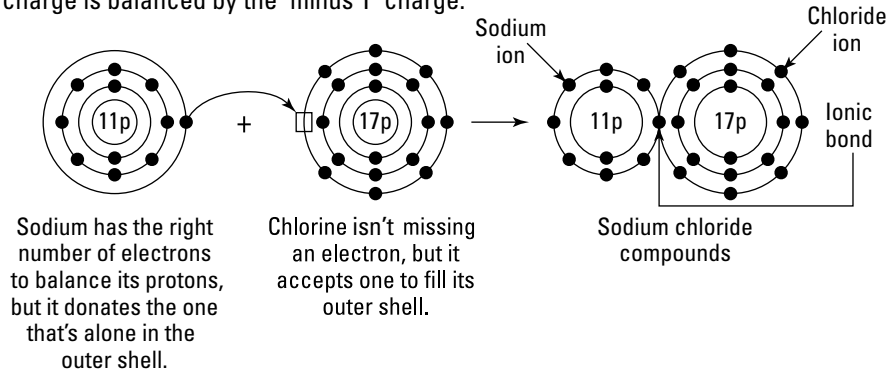 charge is balanced by the "minus 1" charge.
Sodium
ion
Chloride
ion
11p
+
17p
11p
17p
Ionic
bond
Sodium has the right
number of electrons
to balance its protons,
but it donates the one
that's alone in the
outer shell.
Chlorine isn't missing
an electron, but it
accepts one to fill its
outer shell.
Sodium chloride
compounds